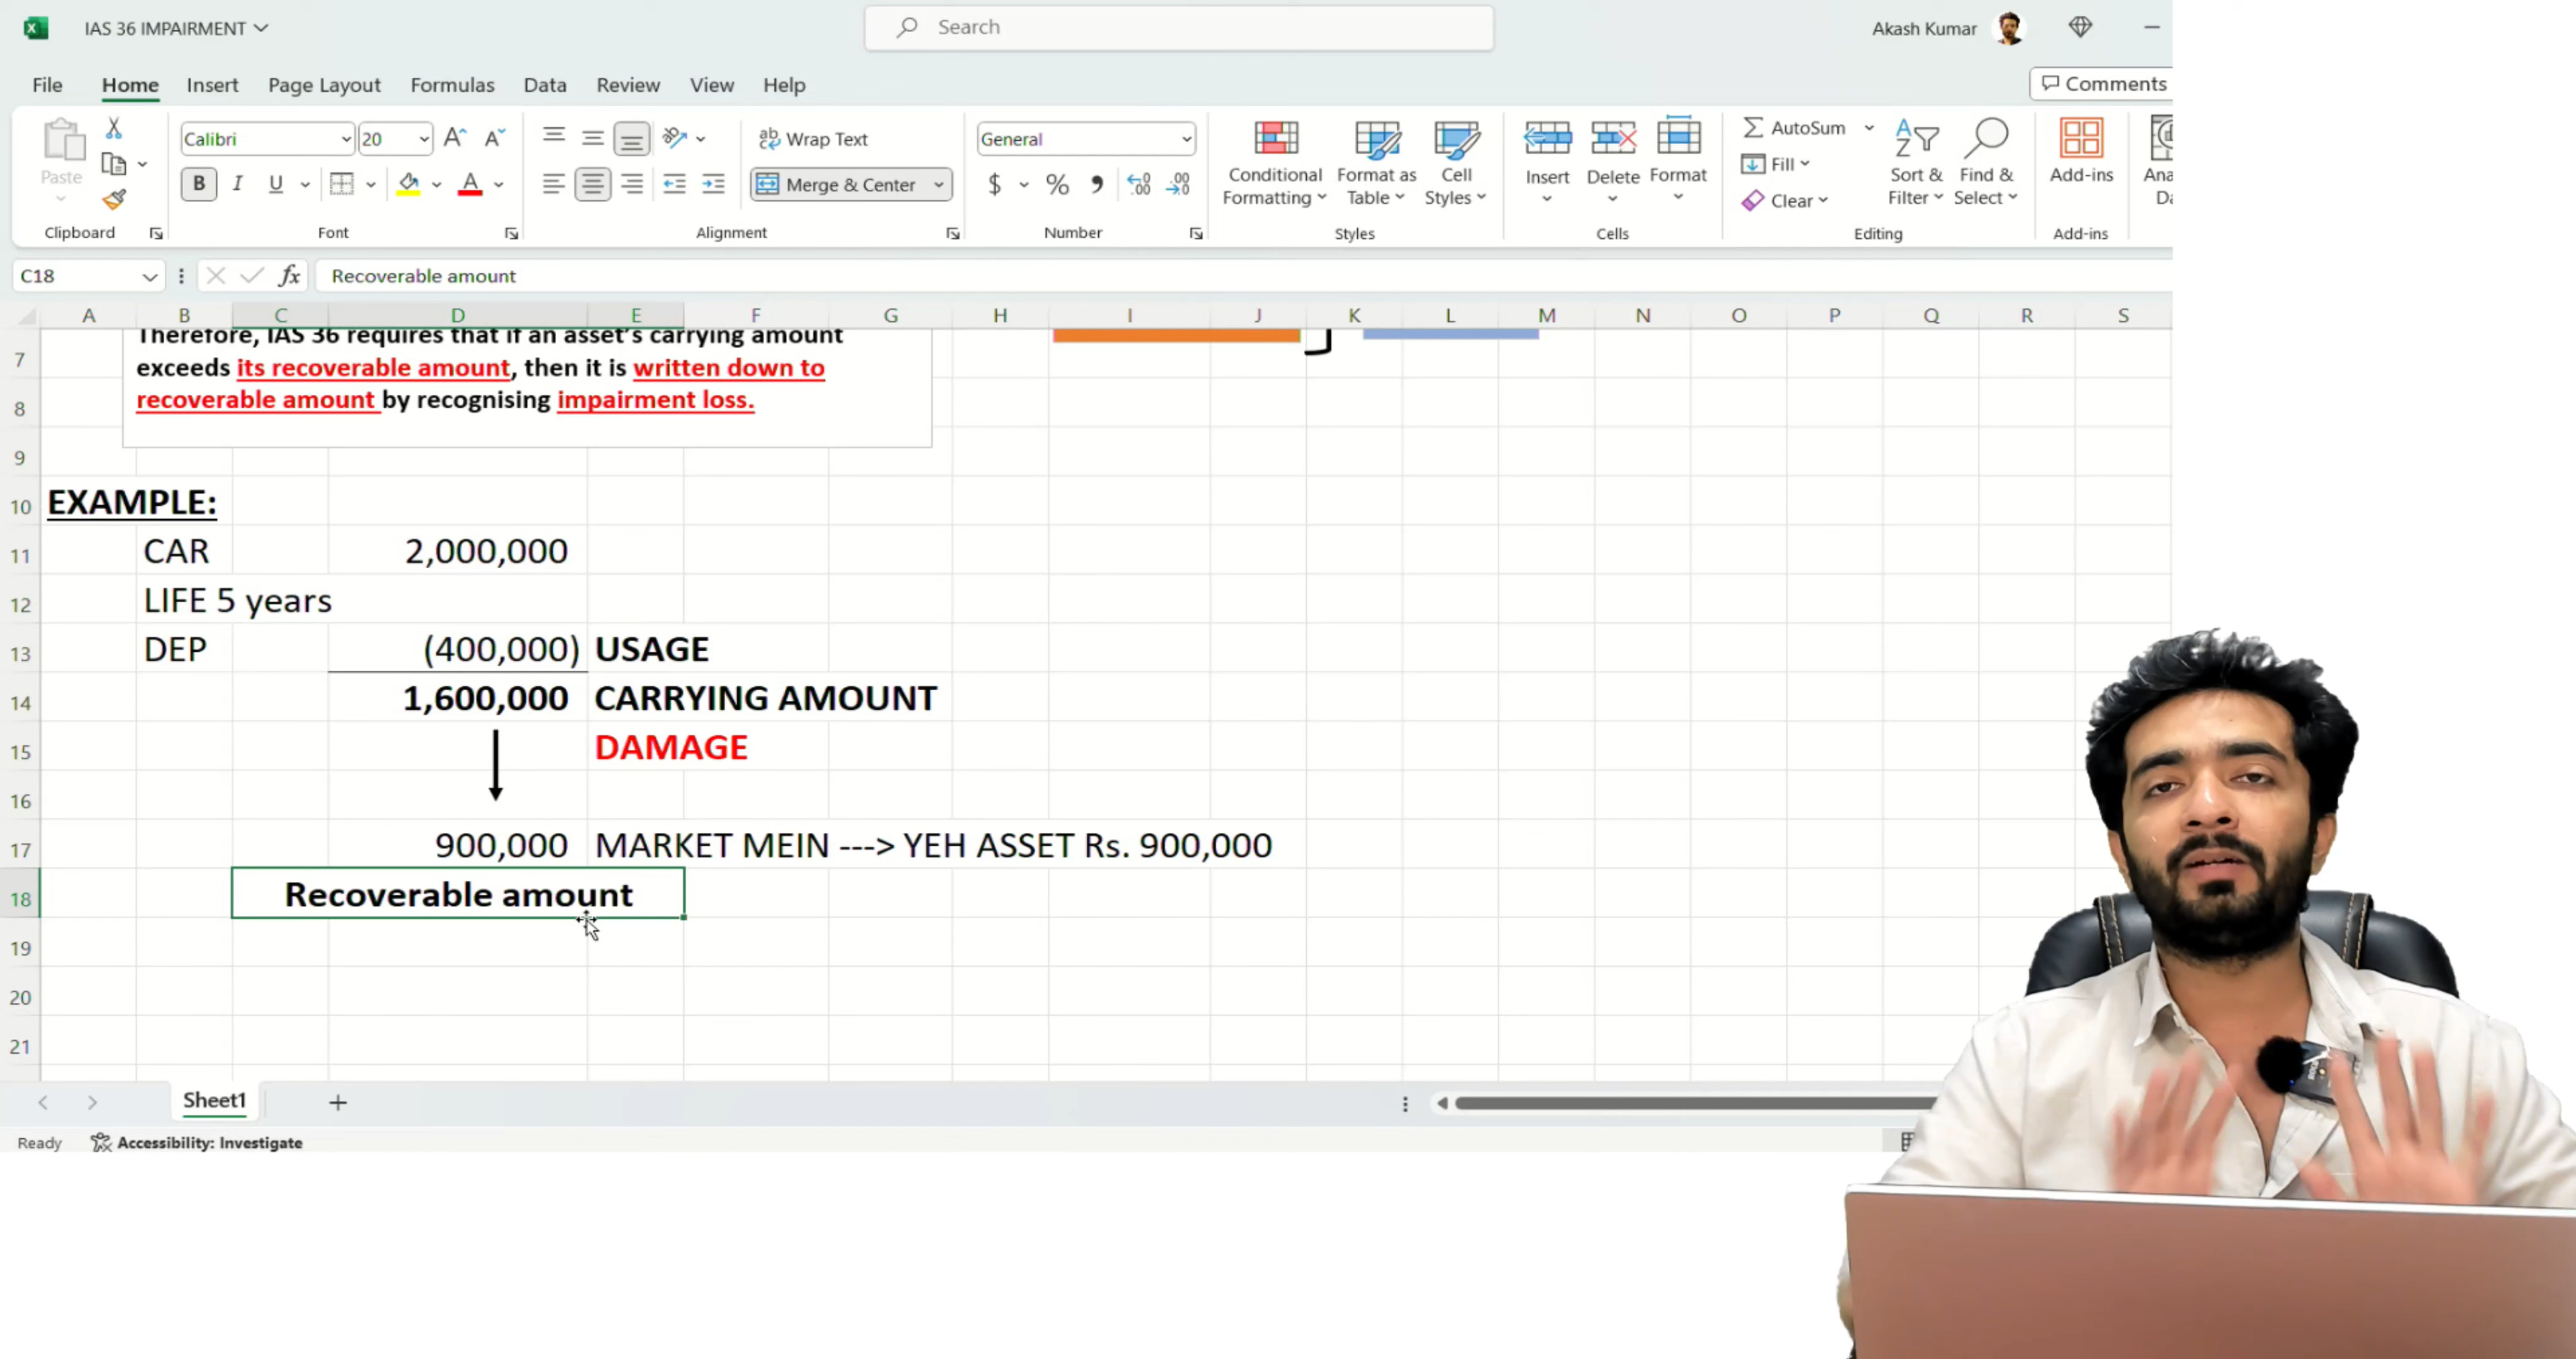 IAS 36 IMPAIRMENT
Search
Akash Kumar
File Home Insert Page Layout Formulas Data Review View Help
Comments
Paste
Calibri 20
Wrap Text
General
B I U
Merge & Center
$ % ,
Conditional Formatting
Format as Table
Cell Styles
Insert Delete Format
AutoSum
Fill
Clear
Sort & Filter
Find & Select
Add-ins
Clipboard Font Alignment Number Styles Cells Editing Add-ins
C18 fx Recoverable amount
A B C D E F G H I J K L M N O P Q R S
Therefore, IAS 36 requires that if an asset's carrying amount
7 exceeds its recoverable amount, then it is written down to
8 recoverable amount by recognising impairment loss.
9
10 EXAMPLE:
11 CAR 2,000,000
12 LIFE 5 years
13 DEP (400,000) USAGE
14 1,600,000 CARRYING AMOUNT
15 DAMAGE
16
17 900,000 MARKET MEIN ---> YEH ASSET Rs. 900,000
18 Recoverable amount
19
20
21
Sheet1
Ready Accessibility: Investigate